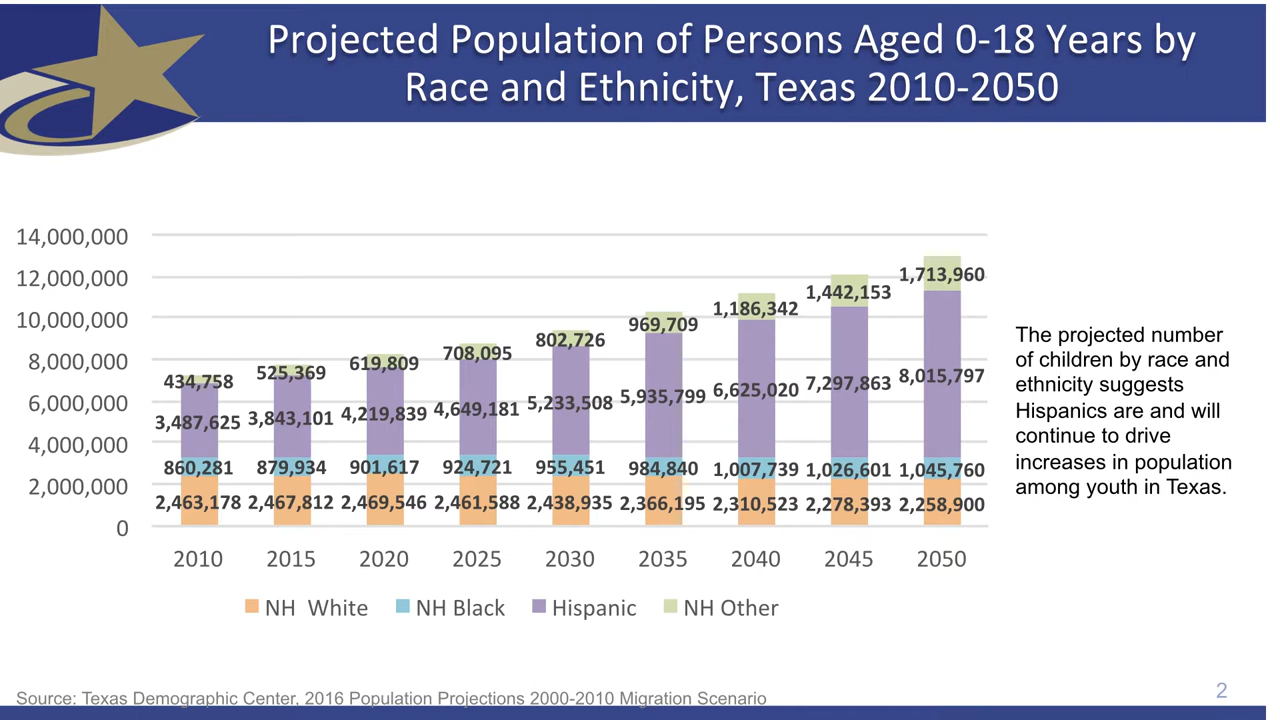 Projected Population of Persons Aged 0-18 Years by
Race and Ethnicity, Texas 2010-2050
14,000,000
12,000,000
10,000,000
8,000,000
6,000,000
4,000,000
2,000,000
0
434,758 525,369 619,809 708,095 802,726 969,709 1,186,342 1,442,153 1,713,960
3,487,625 3,843,101 4,219,839 4,649,181 5,233,508 5,935,799 6,625,020 7,297,863 8,015,797
860,281 879,934 901,617 924,721 955,451 984,840 1,007,739 1,026,601 1,045,760
2,463,178 2,467,812 2,469,546 2,461,588 2,438,935 2,366,195 2,310,523 2,278,393 2,258,900
2010 2015 2020 2025 2030 2035 2040 2045 2050
NH White NH Black Hispanic NH Other
The projected number
of children by race and
ethnicity suggests
Hispanics are and will
continue to drive
increases in population
among youth in Texas.
Source: Texas Demographic Center, 2016 Population Projections 2000-2010 Migration Scenario
2